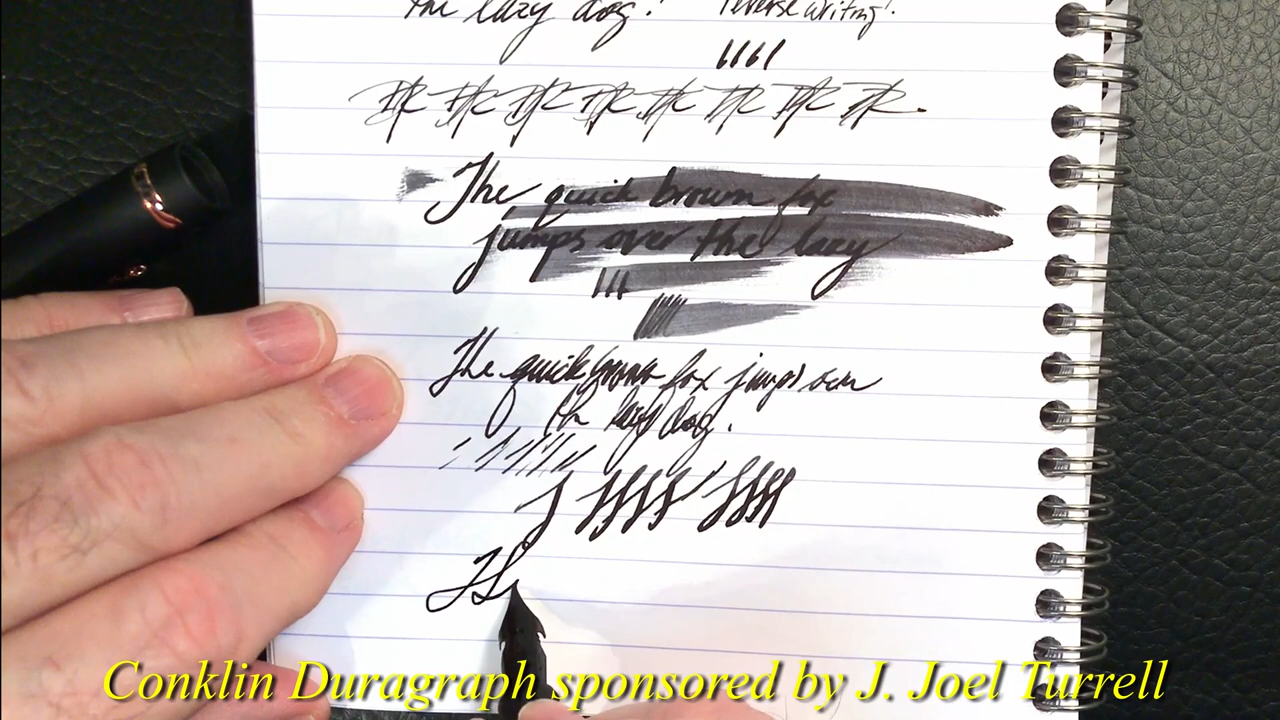 the lazy dog! reverse writing!
The quick brown fox
jumps over the lazy
The quick brown fox jumps over
the lazy dog.
Th
Conklin Duragraph sponsored by J. Joel Turrell